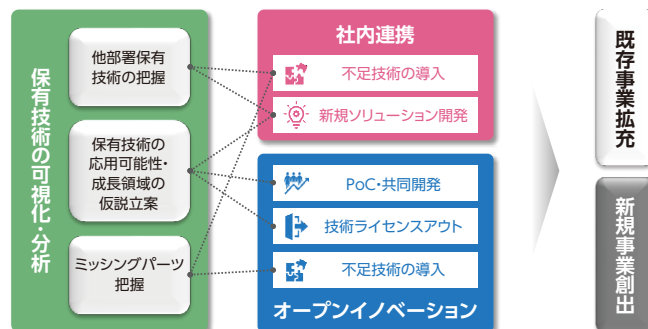 保有技術の可視化・分析
他部署保有
技術の把握
保有技術の
応用可能性・
成長領域の
仮説立案
ミッシングパーツ
把握
社内連携
不足技術の導入
新規ソリューション開発
PoC・共同開発
技術ライセンスアウト
不足技術の導入
オープンイノベーション
既存事業拡充
新規事業創出